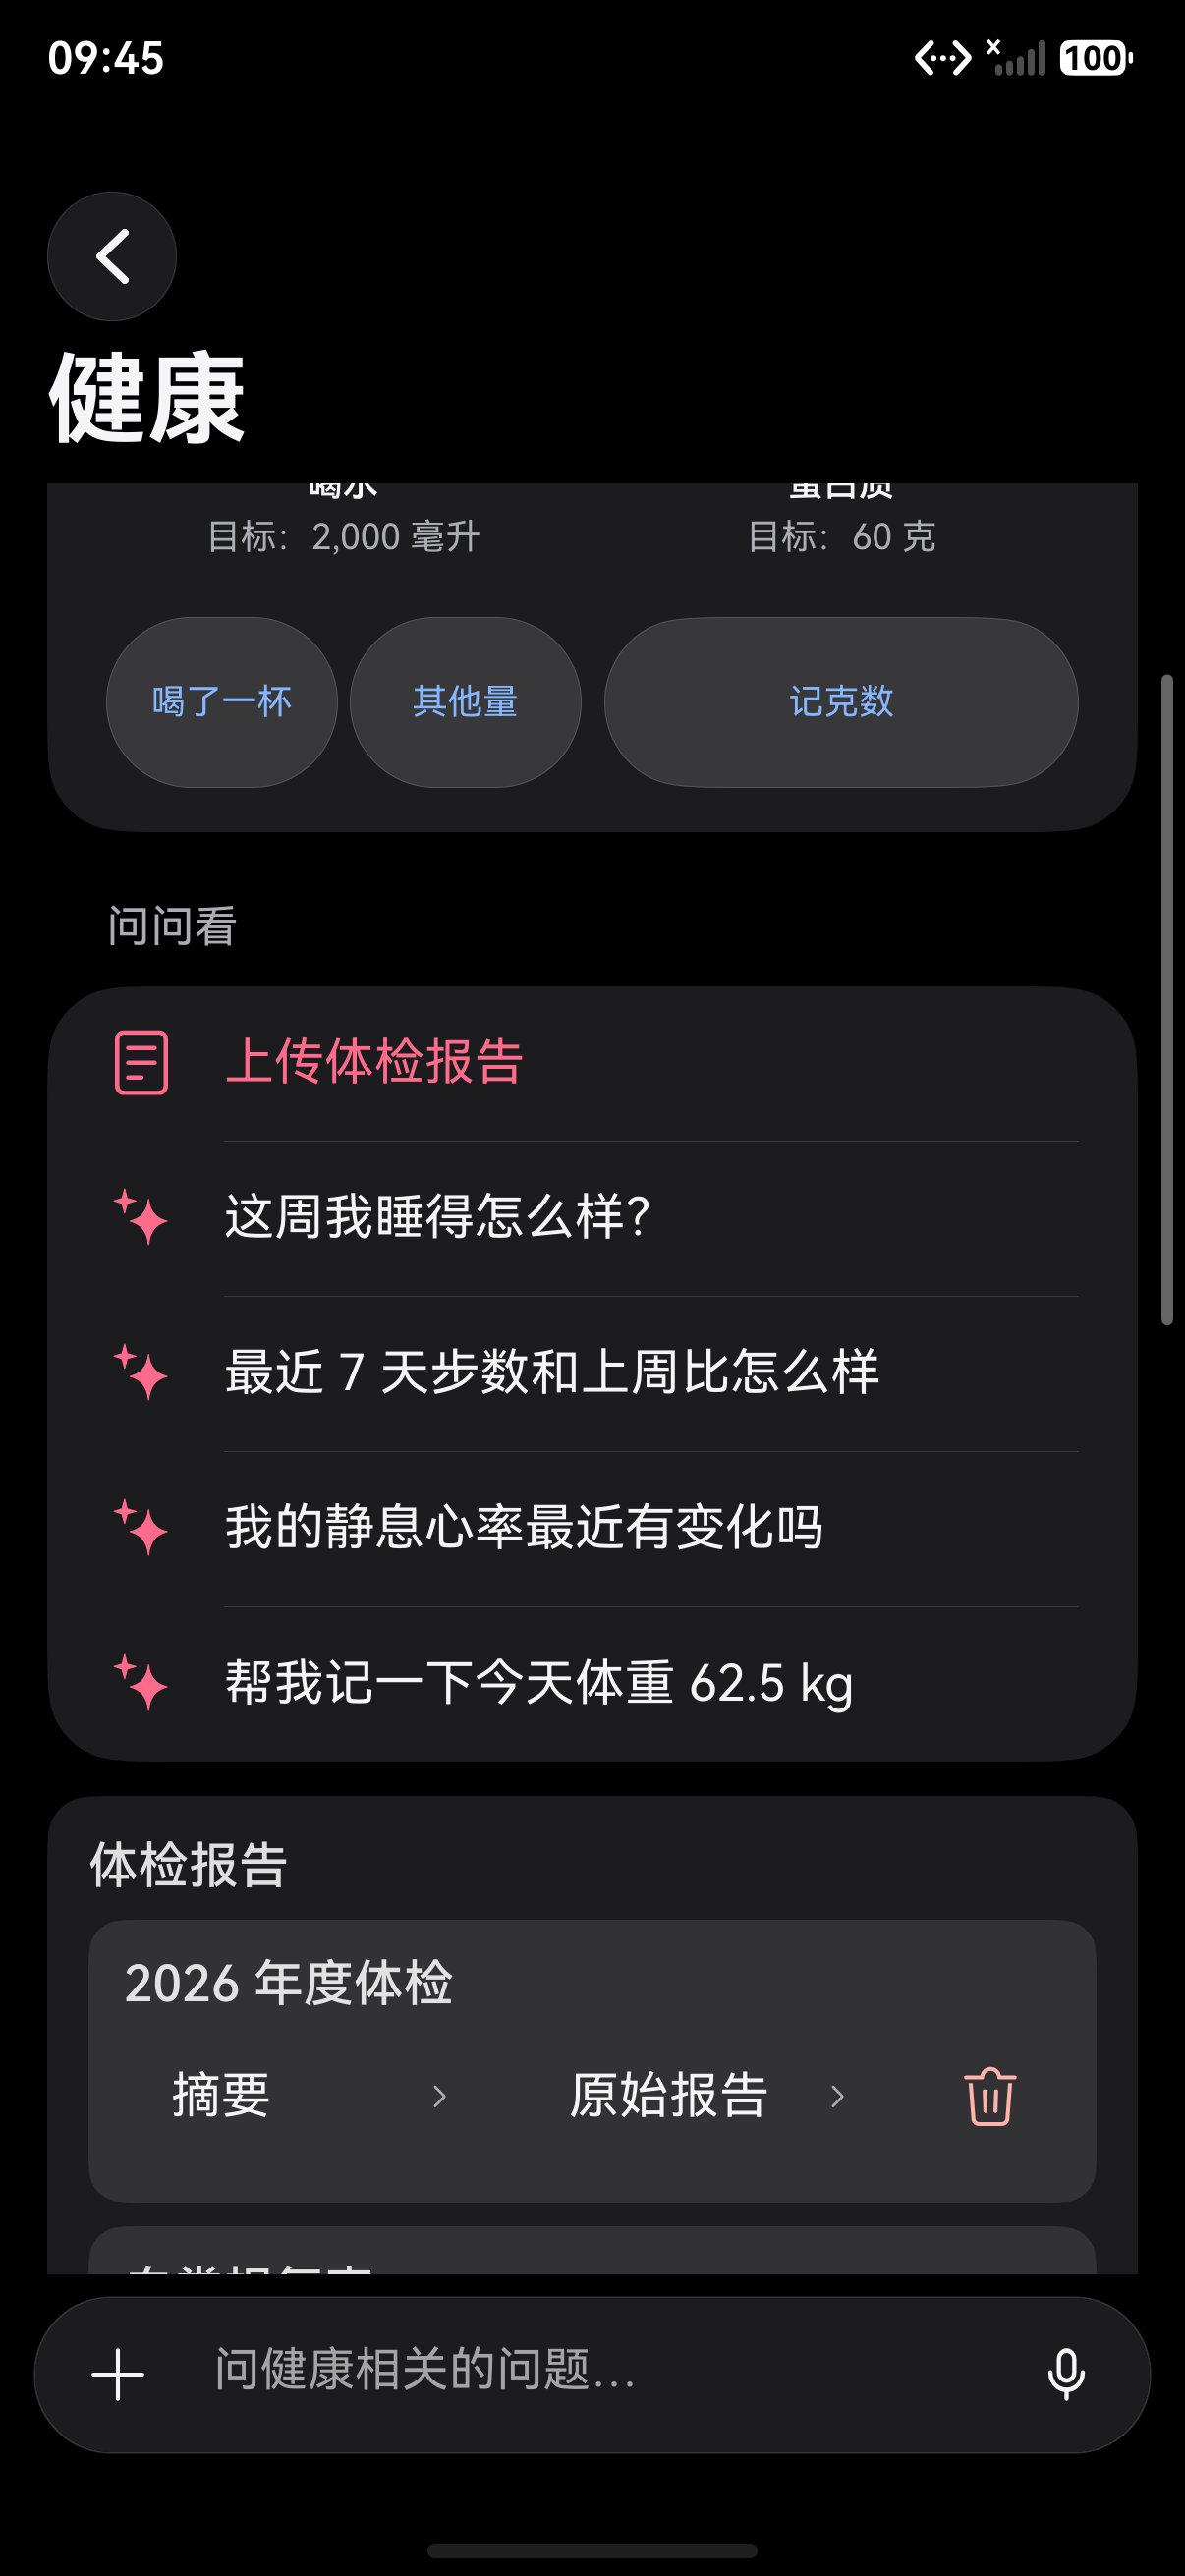 09:45
100
健康
喝水
蛋白质
目标：2,000 毫升
目标：60 克
喝了一杯
其他量
记克数
问问看
上传体检报告
这周我睡得怎么样？
最近 7 天步数和上周比怎么样
我的静息心率最近有变化吗
帮我记一下今天体重 62.5 kg
体检报告
2026 年度体检
摘要
原始报告
问健康相关的问题...